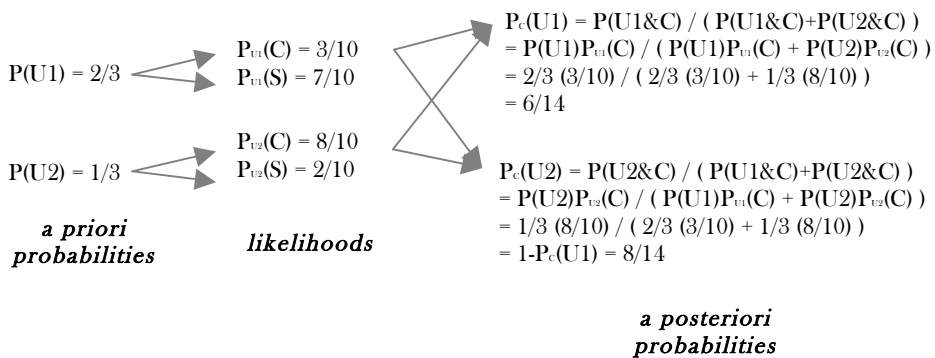 P(U1) = 2/3
P(U2) = 1/3
a priori
probabilities
P_U1(C) = 3/10
P_U1(S) = 7/10
P_U2(C) = 8/10
P_U2(S) = 2/10
likelihoods
P_c(U1) = P(U1&C) / ( P(U1&C)+P(U2&C) )
= P(U1)P_U1(C) / ( P(U1)P_U1(C) + P(U2)P_U2(C) )
= 2/3 (3/10) / ( 2/3 (3/10) + 1/3 (8/10) )
= 6/14
P_c(U2) = P(U2&C) / ( P(U1&C)+P(U2&C) )
= P(U2)P_U2(C) / ( P(U1)P_U1(C) + P(U2)P_U2(C) )
= 1/3 (8/10) / ( 2/3 (3/10) + 1/3 (8/10) )
= 1-P_c(U1) = 8/14
a posteriori
probabilities